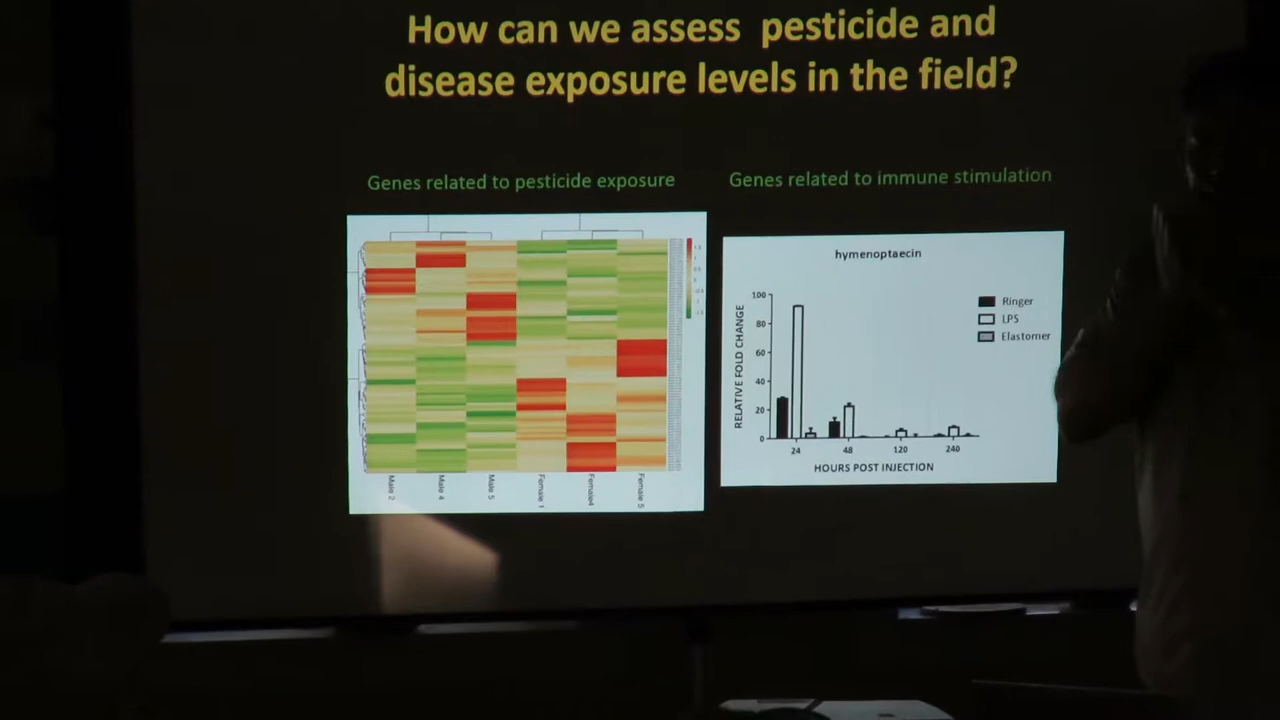 How can we assess pesticide and
disease exposure levels in the field?
Genes related to pesticide exposure
Genes related to immune stimulation
Male 2
Male 4
Male 5
Female 1
Female4
Female 5
hymenoptaecin
RELATIVE FOLD CHANGE
100
80
60
40
20
0
Ringer
LPS
Elastomer
24
48
120
240
HOURS POST INJECTION